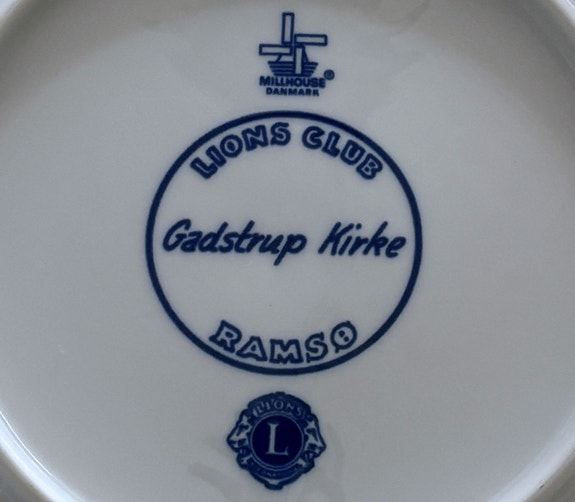 MILLHOUSE®
DANMARK
LIONS CLUB
Gadstrup Kirke
RAMSØ
LIONS
L